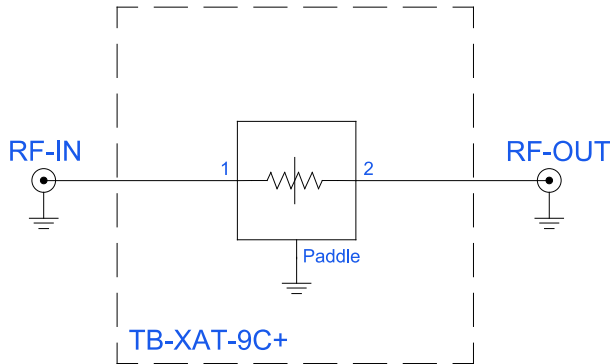 RF-IN
RF-OUT
1
2
Paddle
TB-XAT-9C+